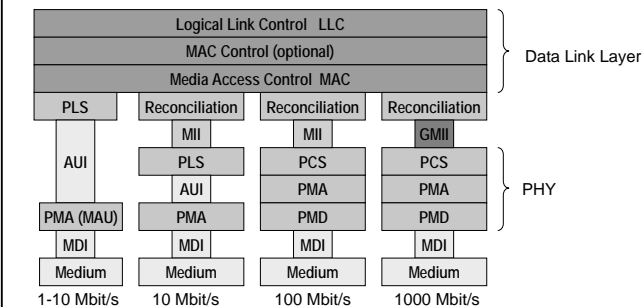 Logical Link Control LLC
MAC Control (optional)
Media Access Control MAC
Data Link Layer
PLS Reconciliation Reconciliation Reconciliation
MII MII GMII
AUI PLS PCS PCS
AUI PMA PMA
PHY
PMA (MAU) PMA PMD PMD
MDI MDI MDI MDI
Medium Medium Medium Medium
1-10 Mbit/s 10 Mbit/s 100 Mbit/s 1000 Mbit/s